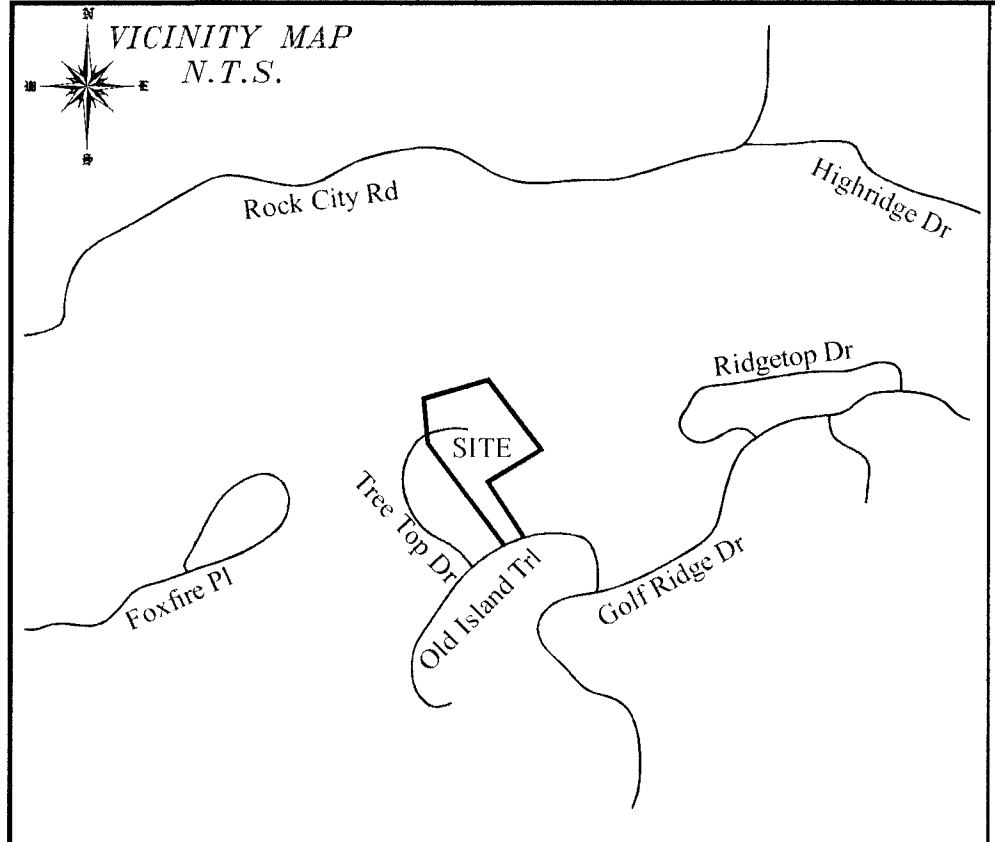 N
VICINITY MAP
N.T.S.
W
E
S
Rock City Rd
Highridge Dr
Ridgetop Dr
SITE
Tree Top Dr
Foxfire Pl
Old Island Trl
Golf Ridge Dr